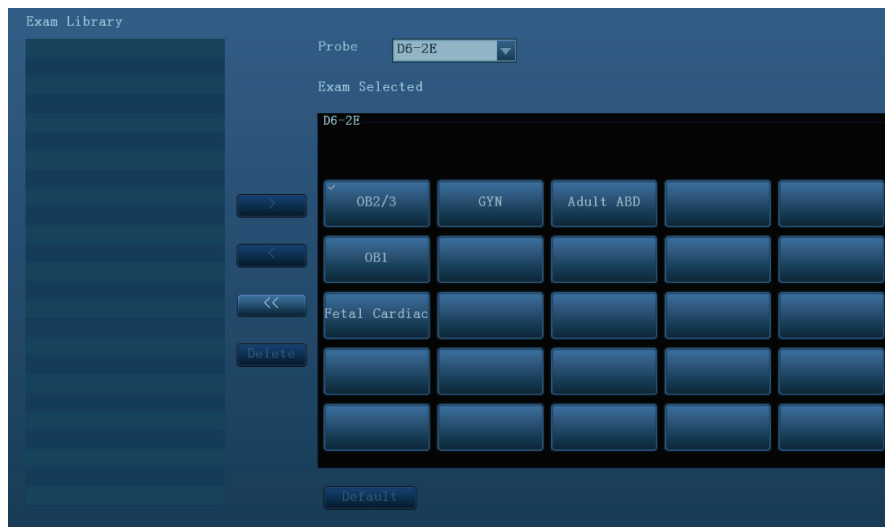 Exam Library
Probe D6-2E
Exam Selected
D6-2E
> OB2/3 GYN Adult ABD
< OB1
<< Fetal Cardiac
Delete
Default